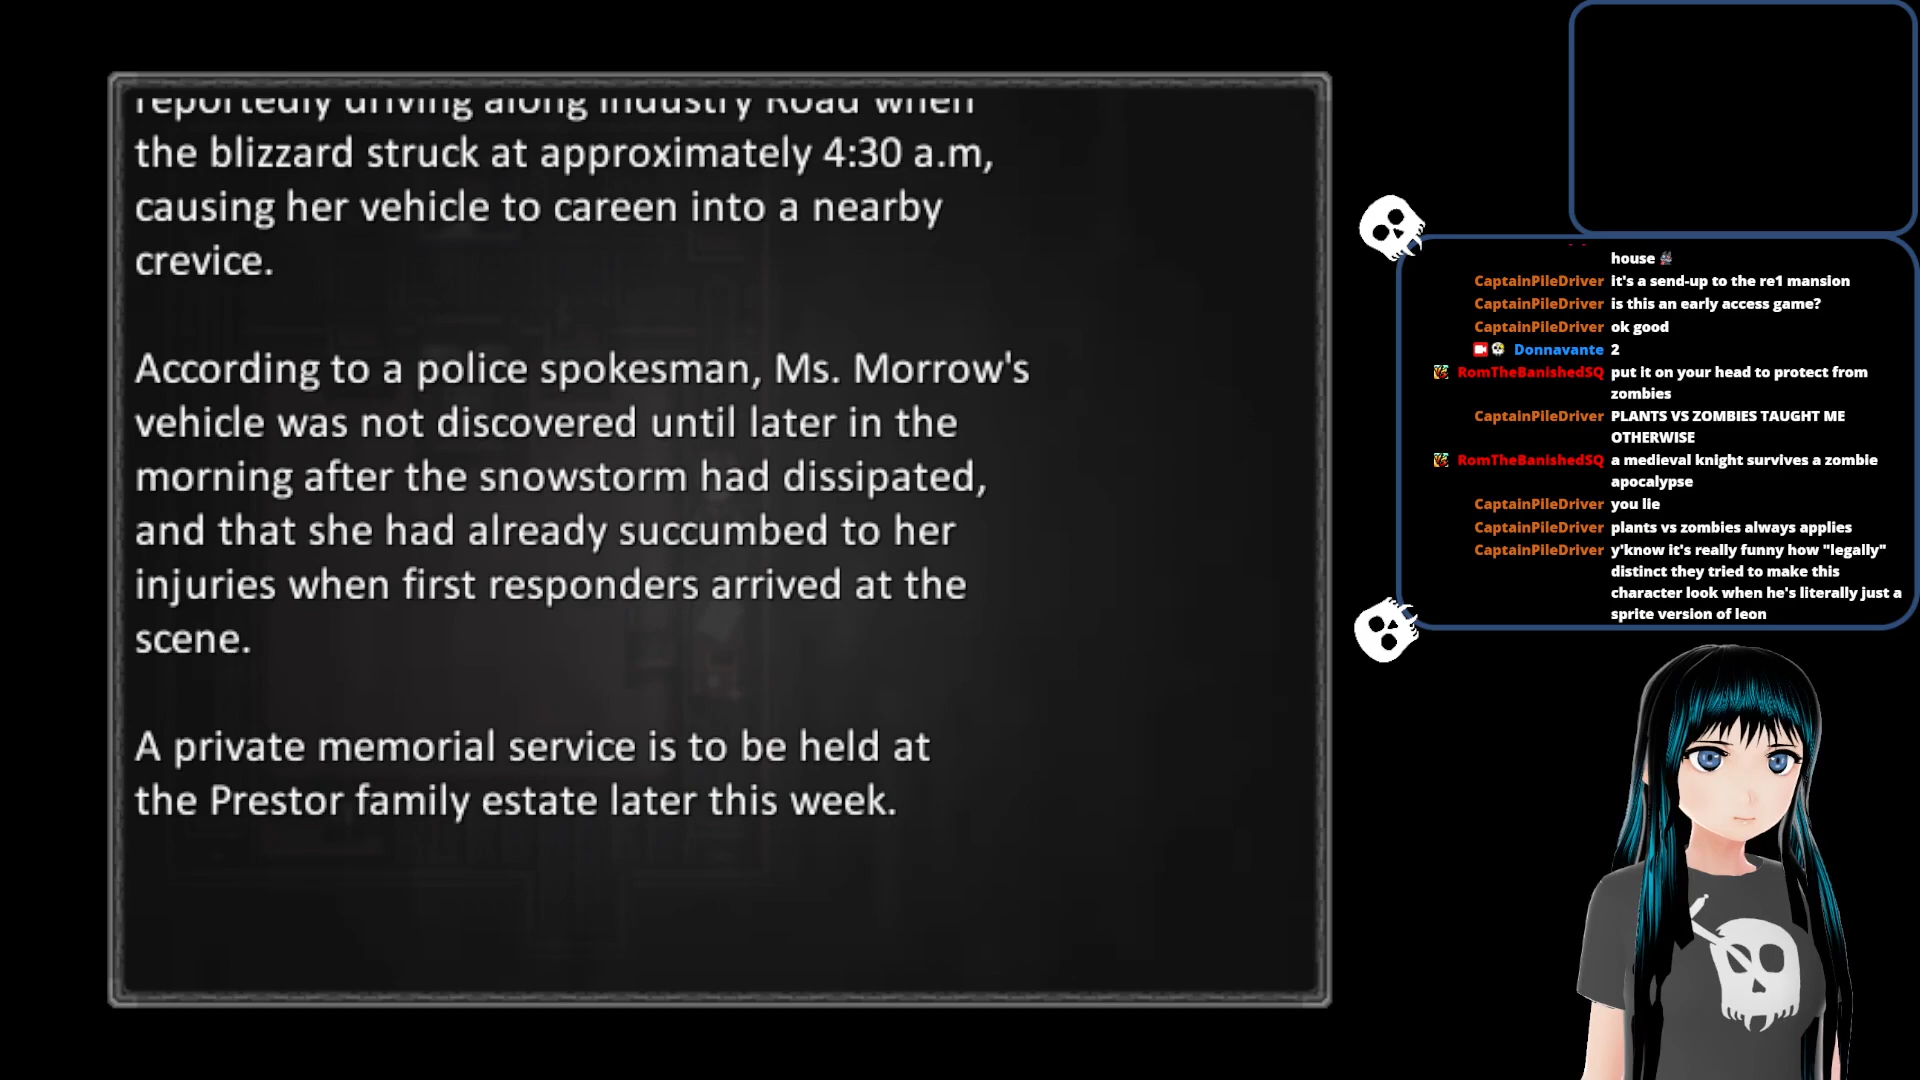 reportedly driving along Industry Road when
the blizzard struck at approximately 4:30 a.m,
causing her vehicle to careen into a nearby
crevice.
According to a police spokesman, Ms. Morrow's
vehicle was not discovered until later in the
morning after the snowstorm had dissipated,
and that she had already succumbed to her
injuries when first responders arrived at the
scene.
A private memorial service is to be held at
the Prestor family estate later this week.
house
CaptainPileDriver it's a send-up to the re1 mansion
CaptainPileDriver is this an early access game?
CaptainPileDriver ok good
Donnavante 2
RomTheBanishedSQ put it on your head to protect from
zombies
CaptainPileDriver PLANTS VS ZOMBIES TAUGHT ME
OTHERWISE
RomTheBanishedSQ a medieval knight survives a zombie
apocalypse
CaptainPileDriver you lie
CaptainPileDriver plants vs zombies always applies
CaptainPileDriver y'know it's really funny how "legally"
distinct they tried to make this
character look when he's literally just a
sprite version of leon